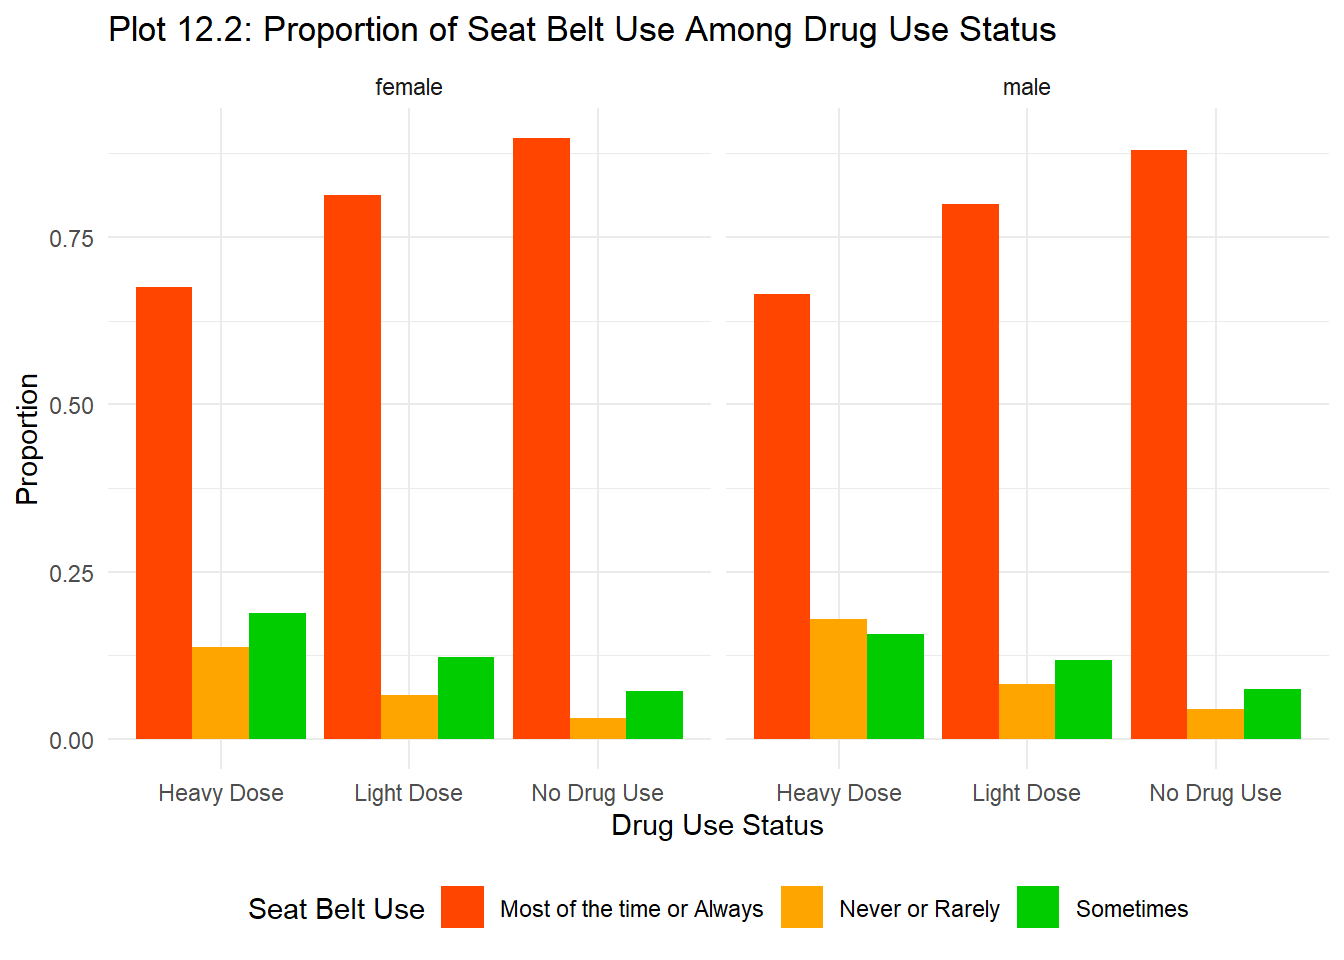 Plot 12.2: Proportion of Seat Belt Use Among Drug Use Status
female male
Proportion
0.75
0.50
0.25
0.00
Heavy Dose Light Dose No Drug Use Heavy Dose Light Dose No Drug Use
Drug Use Status
Seat Belt Use Most of the time or Always Never or Rarely Sometimes